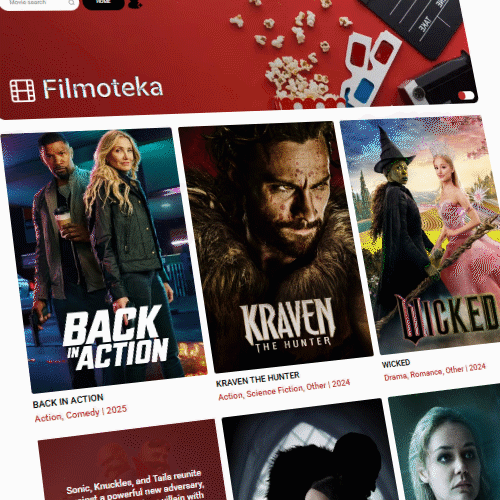 Movie search
HOME
Filmoteka
BACK
IN ACTION
KRAVEN
THE HUNTER
WICKED
BACK IN ACTION
Action, Comedy | 2025
KRAVEN THE HUNTER
Action, Science Fiction, Other | 2024
WICKED
Drama, Romance, Other | 2024
Sonic, Knuckles, and Tails reunite
against a powerful new adversary,
villain with